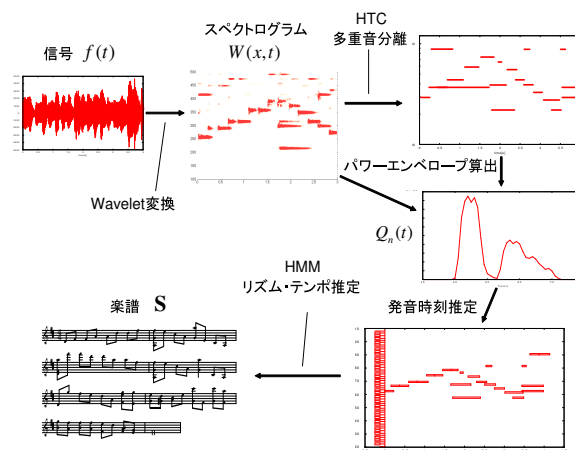 信号 f(t)
スペクトログラム
W(x,t)
HTC
多重音分離
Wavelet変換
パワーエンベロープ算出
Q_n(t)
発音時刻推定
HMM
リズム・テンポ推定
楽譜 S